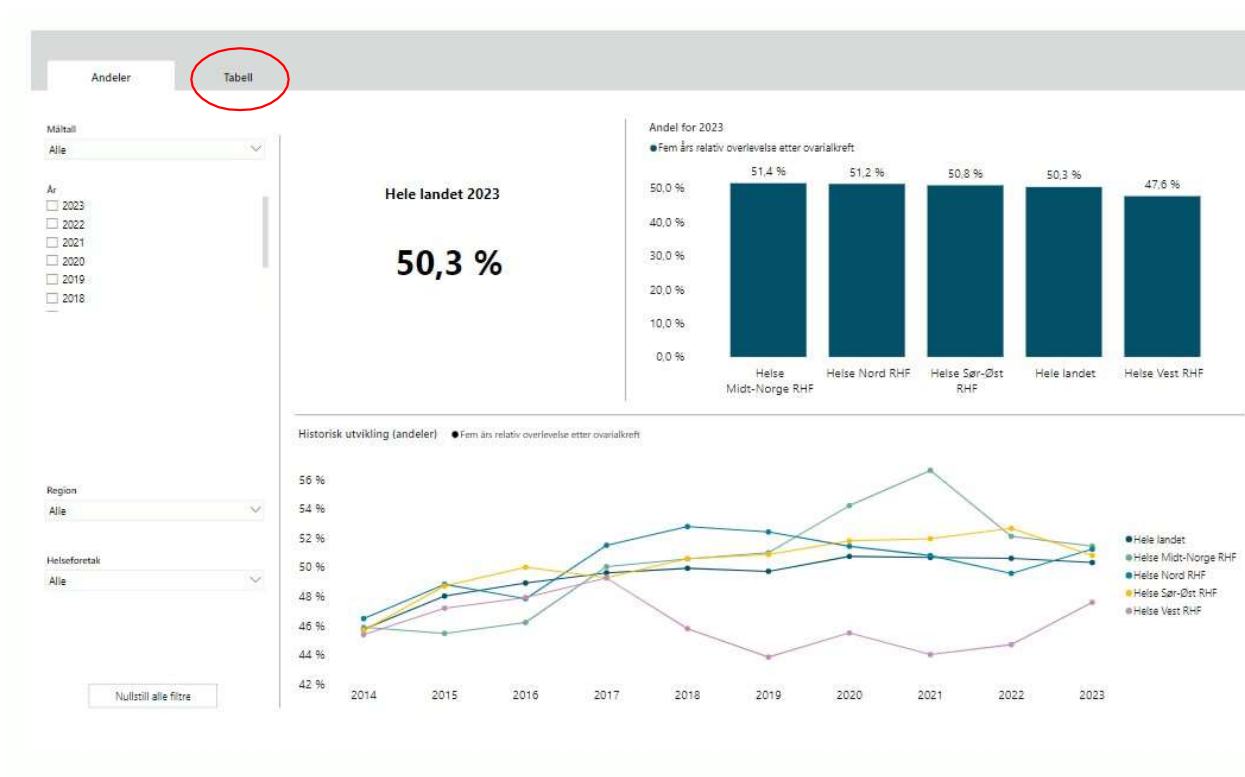 Andeler
Tabell
Måltall
Alle
År
2023
2022
2021
2020
2019
2018
Region
Alle
Helseforetak
Alle
Nullstill alle filtre
Hele landet 2023
50,3 %
Andel for 2023
Fem års relativ overlevelse etter ovarialkreft
51,4 %
51,2 %
50,8 %
50,3 %
47,6 %
50,0 %
40,0 %
30,0 %
20,0 %
10,0 %
0,0 %
Helse
Midt-Norge RHF
Helse Nord RHF
Helse Sør-Øst
RHF
Hele landet
Helse Vest RHF
Historisk utvikling (andeler)
Fem års relativ overlevelse etter ovarialkreft
56 %
54 %
52 %
50 %
48 %
46 %
44 %
42 %
2014
2015
2016
2017
2018
2019
2020
2021
2022
2023
Hele landet
Helse Midt-Norge RHF
Helse Nord RHF
Helse Sør-Øst RHF
Helse Vest RHF